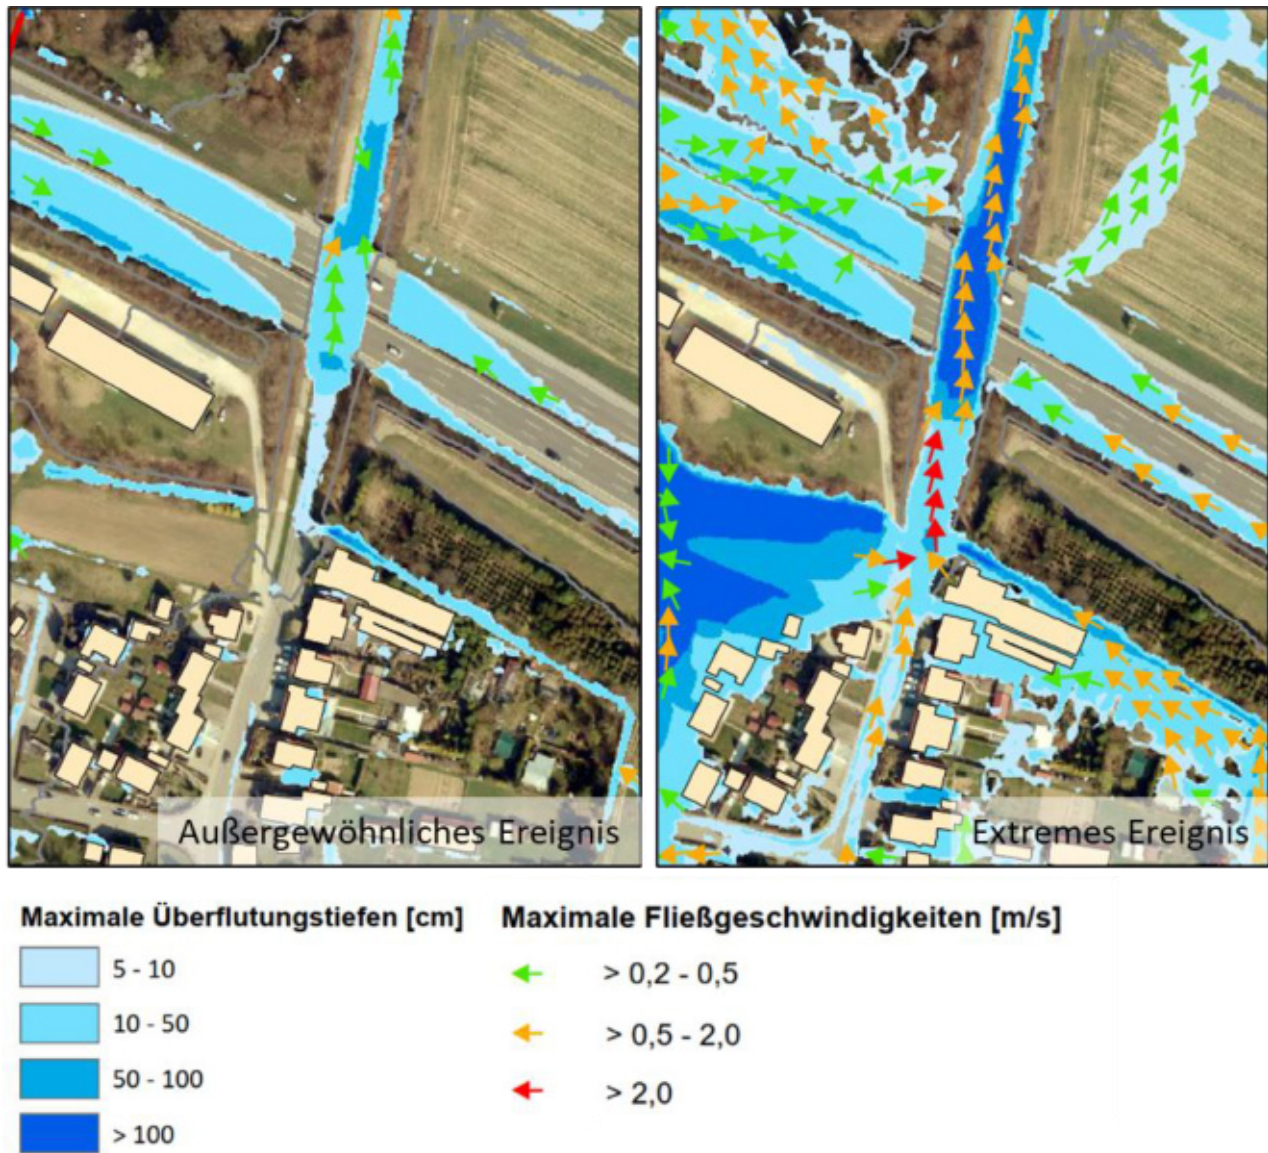 Außergewöhnliches Ereignis
Extremes Ereignis
Maximale Überflutungstiefen [cm]
5 - 10
10 - 50
50 - 100
> 100
Maximale Fließgeschwindigkeiten [m/s]
> 0,2 - 0,5
> 0,5 - 2,0
> 2,0